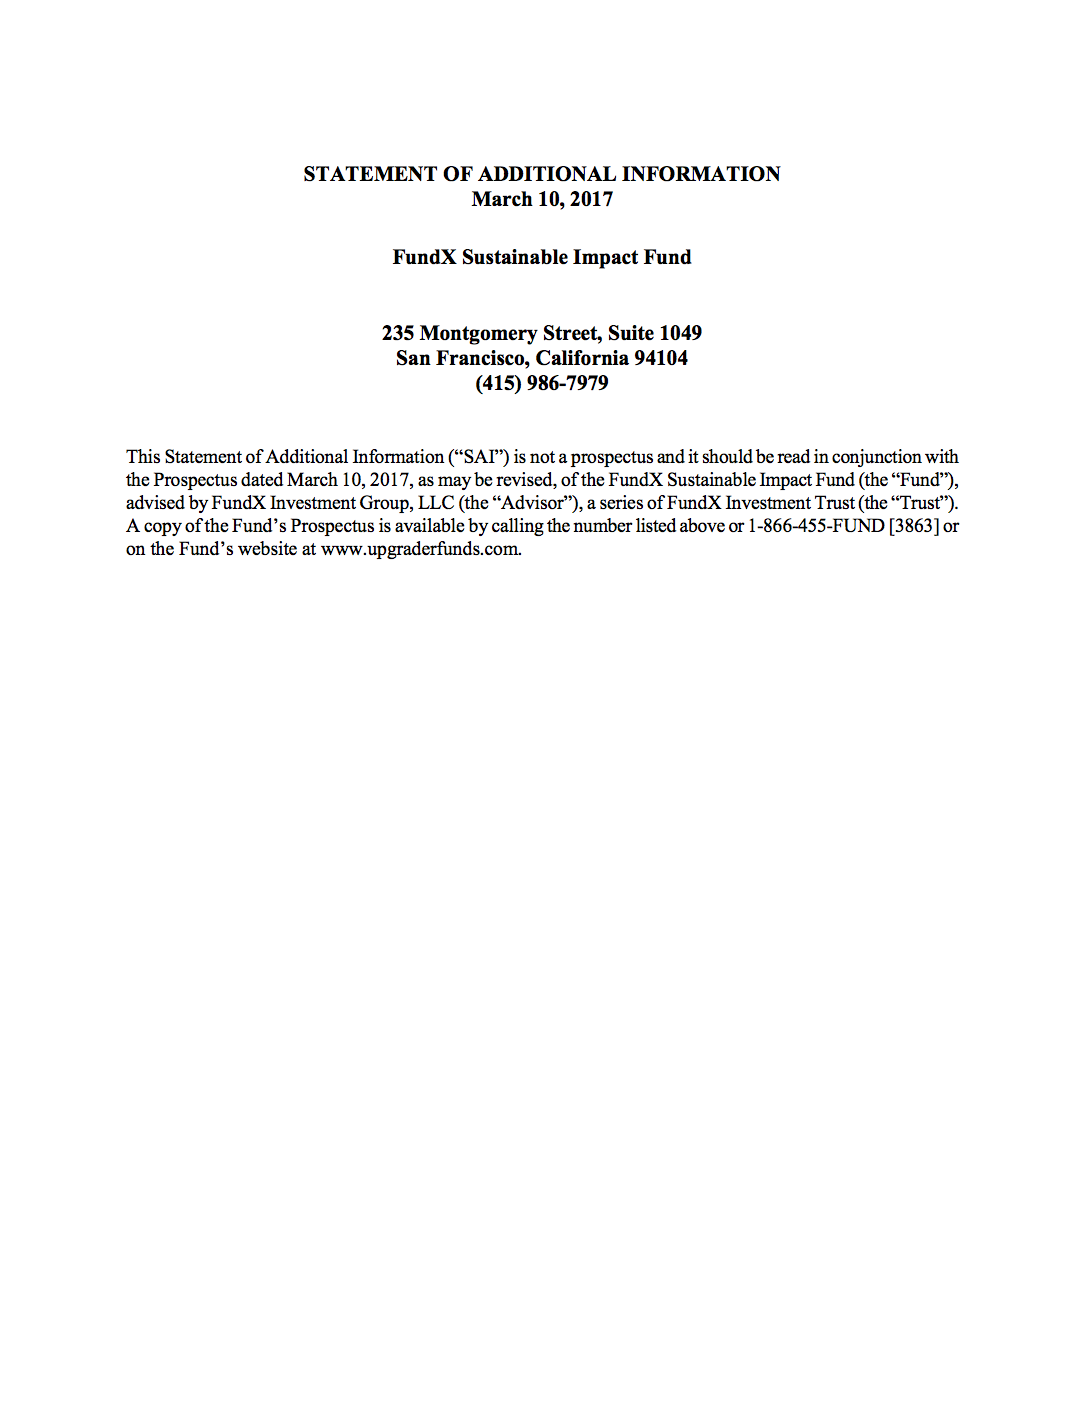 STATEMENT OF ADDITIONAL INFORMATION
March 10, 2017
FundX Sustainable Impact Fund
235 Montgomery Street, Suite 1049
San Francisco, California 94104
(415) 986-7979
This Statement of Additional Information (“SAI”) is not a prospectus and it should be read in conjunction with
the Prospectus dated March 10, 2017, as may be revised, of the FundX Sustainable Impact Fund (the “Fund”),
advised by FundX Investment Group, LLC (the “Advisor”), a series of FundX Investment Trust (the “Trust”).
A copy of the Fund’s Prospectus is available by calling the number listed above or 1-866-455-FUND [3863] or
on the Fund’s website at www.upgraderfunds.com.